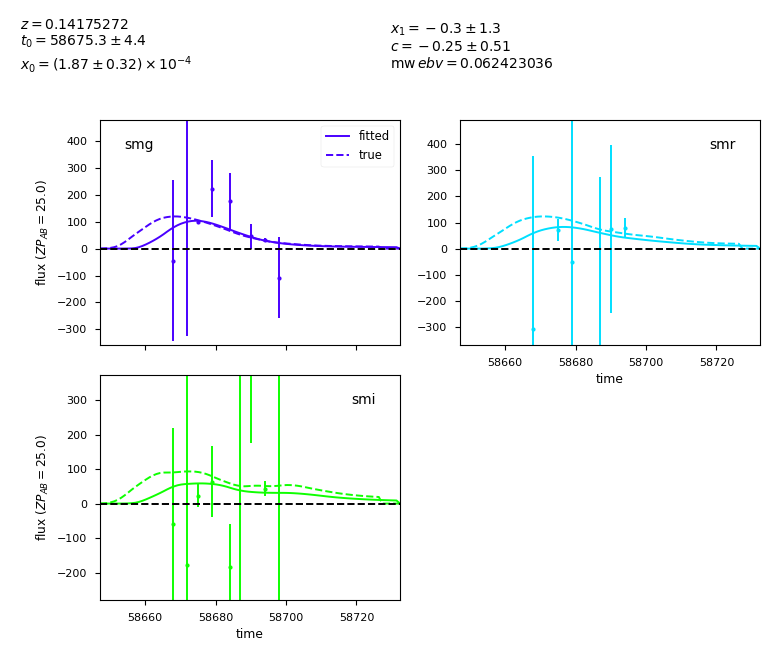 z = 0.14175272
t₀ = 58675.3 ± 4.4
x₀ = (1.87 ± 0.32) × 10⁻⁴
x₁ = −0.3 ± 1.3
c = −0.25 ± 0.51
mw ebv = 0.062423036
smg
fitted
true
400
300
200
100
0
−100
−200
−300
flux (ZP_AB = 25.0)
smr
400
300
200
100
0
−100
−200
−300
58660 58680 58700 58720
time
smi
300
200
100
0
−100
−200
flux (ZP_AB = 25.0)
58660 58680 58700 58720
time